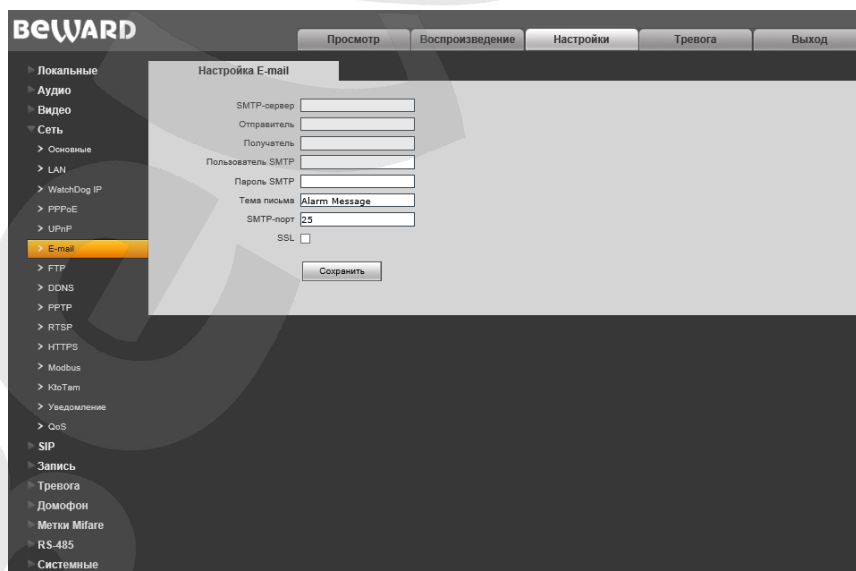 BEWARD
Просмотр
Воспроизведение
Настройки
Тревога
Выход
Локальные
Аудио
Видео
Сеть
Основные
LAN
WatchDog IP
PPPoE
UPnP
E-mail
FTP
DDNS
PPTP
RTSP
HTTPS
Modbus
KtoTam
Уведомление
QoS
SIP
Запись
Тревога
Домофон
Метки Mifare
RS-485
Системные
Настройка E-mail
SMTP-сервер
Отправитель
Получатель
Пользователь SMTP
Пароль SMTP
Тема письма Alarm Message
SMTP-порт 25
SSL
Сохранить